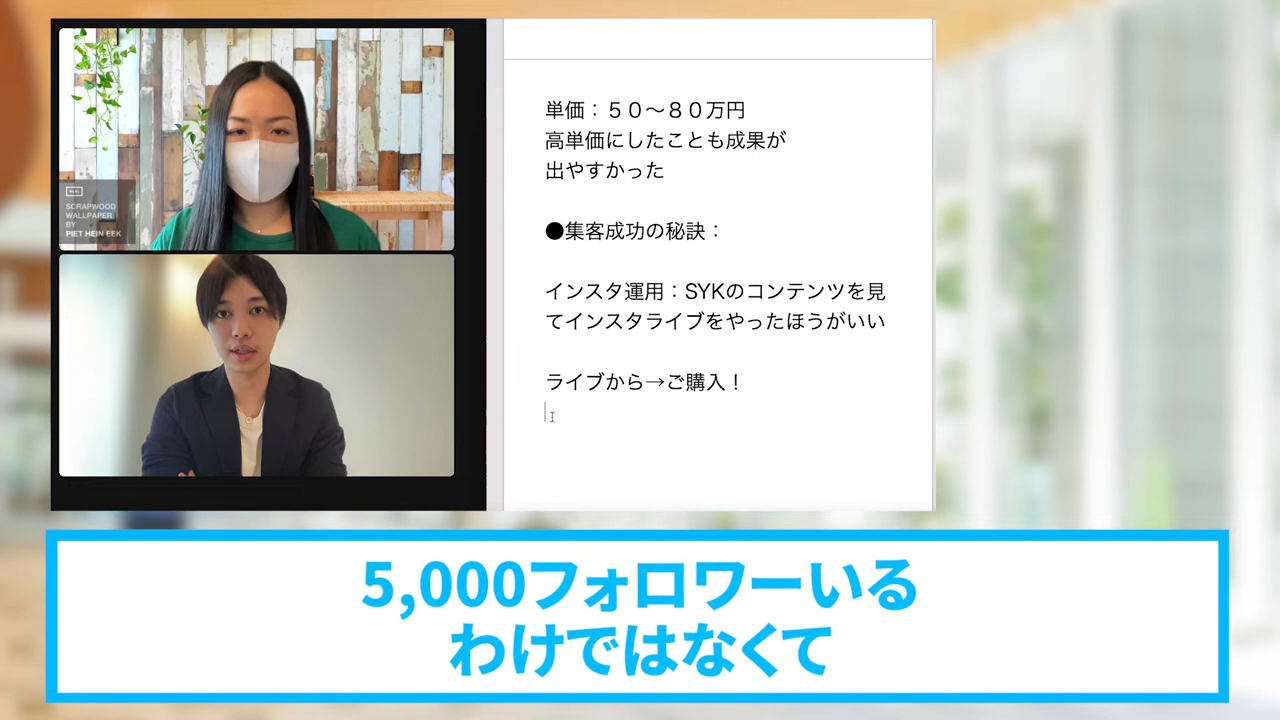 SCRAPWOOD
WALLPAPER
BY
PIET HEIN EEK
単価：５０〜８０万円
高単価にしたことも成果が
出やすかった
●集客成功の秘訣：
インスタ運用：SYKのコンテンツを見
てインスタライブをやったほうがいい
ライブから→ご購入！
5,000フォロワーいる
わけではなくて